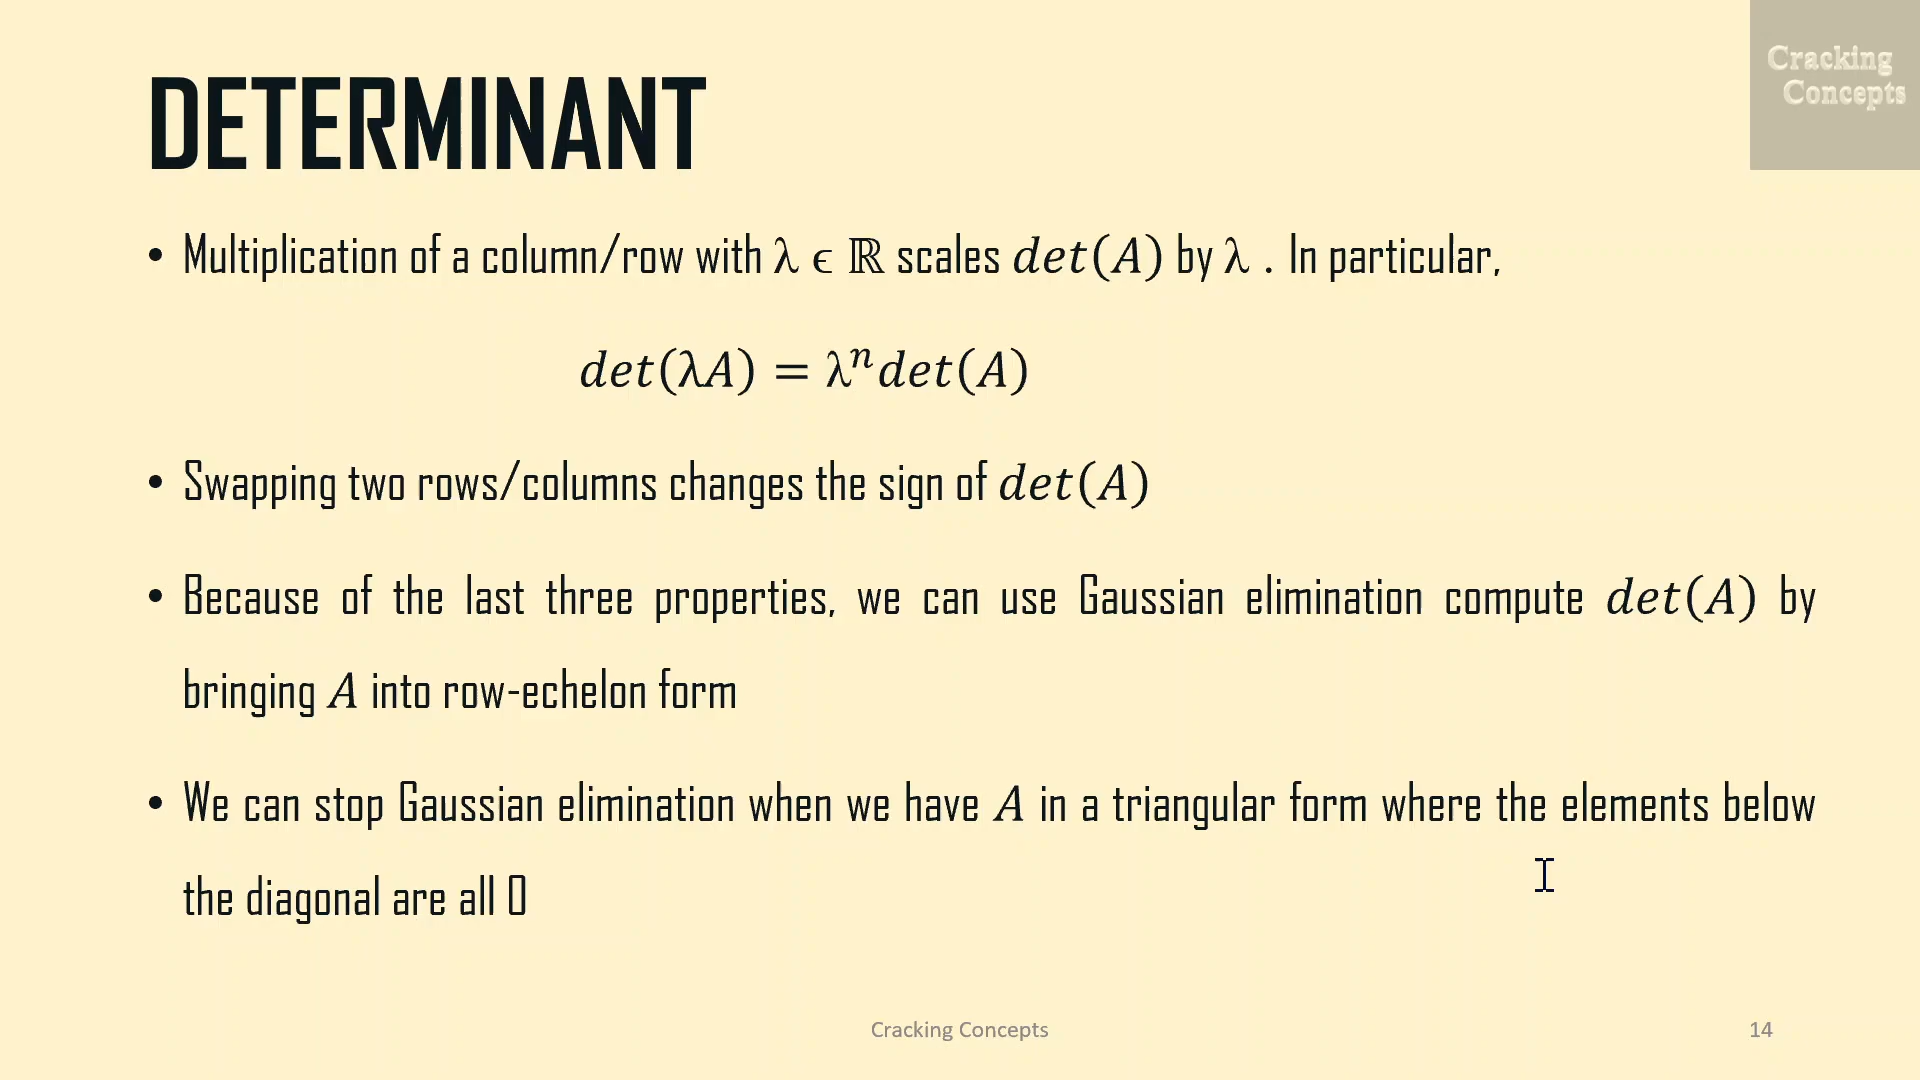 Cracking
Concepts
DETERMINANT
• Multiplication of a column/row with λ ϵ ℝ scales det(A) by λ . In particular,
det(λA) = λⁿdet(A)
• Swapping two rows/columns changes the sign of det(A)
• Because of the last three properties, we can use Gaussian elimination compute det(A) by
bringing A into row-echelon form
• We can stop Gaussian elimination when we have A in a triangular form where the elements below
the diagonal are all 0
Cracking Concepts
14